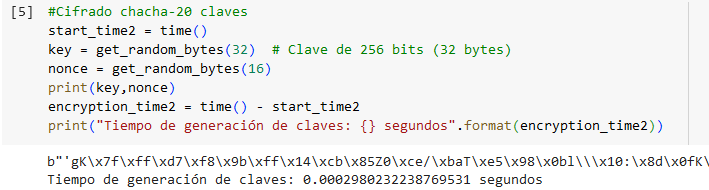 [5] #Cifrado chacha-20 claves
start_time2 = time()
key = get_random_bytes(32)  # Clave de 256 bits (32 bytes)
nonce = get_random_bytes(16)
print(key,nonce)
encryption_time2 = time() - start_time2
print("Tiempo de generación de claves: {} segundos".format(encryption_time2))
b"'gK\x7f\xff\xd7\xf8\x9b\xff\x14\xcb\x85Z0\xce/\xbaT\xe5\x98\x0bl\\\x10:\x8d\x0fK\
Tiempo de generación de claves: 0.0002980232238769531 segundos